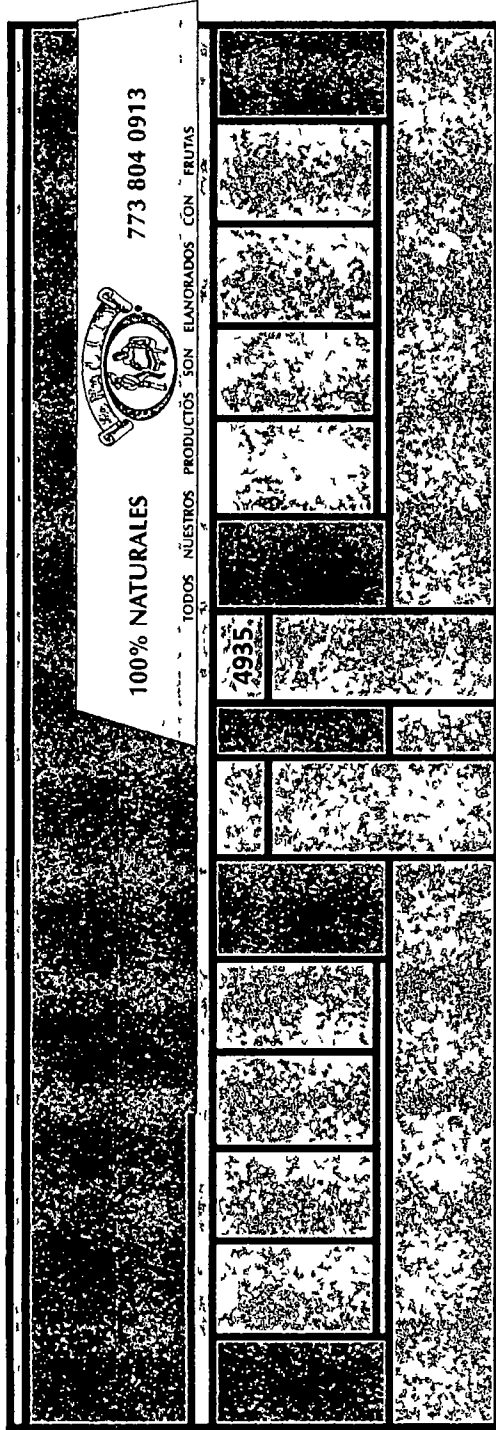 100% NATURALES
773 804 0913
TODOS NUESTROS PRODUCTOS SON ELANORADOS CON FRUTAS
4935